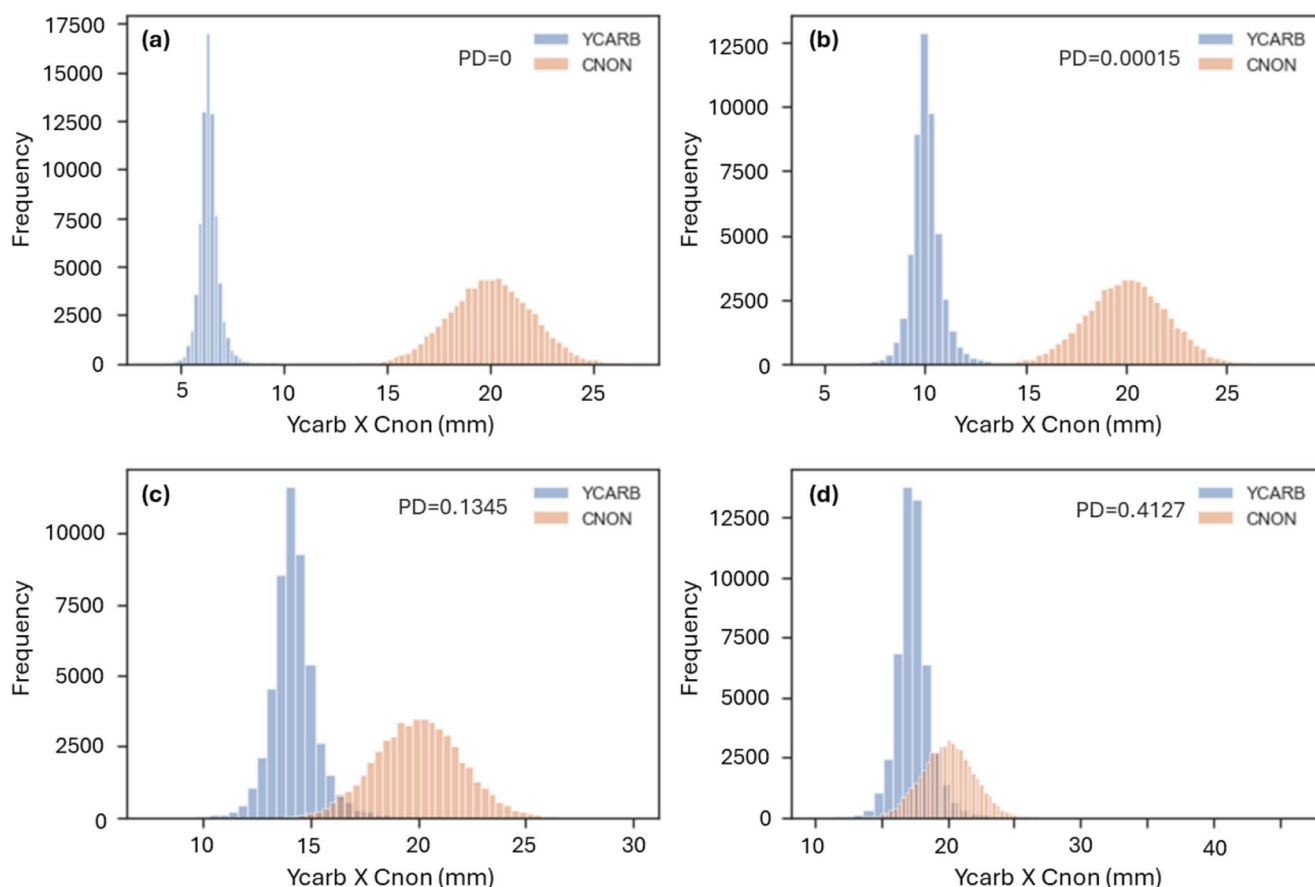 (a)
PD=0
YCARB
CNON
17500
15000
12500
10000
7500
5000
2500
0
Frequency
5 10 15 20 25
Ycarb X Cnon (mm)
(b)
PD=0.00015
YCARB
CNON
12500
10000
7500
5000
2500
0
Frequency
5 10 15 20 25
Ycarb X Cnon (mm)
(c)
PD=0.1345
YCARB
CNON
10000
7500
5000
2500
0
Frequency
10 15 20 25 30
Ycarb X Cnon (mm)
(d)
PD=0.4127
YCARB
CNON
12500
10000
7500
5000
2500
0
Frequency
10 20 30 40
Ycarb X Cnon (mm)